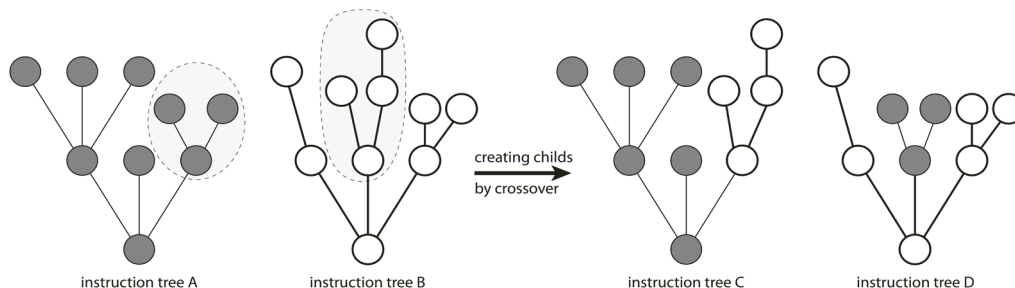 creating childs
by crossover
instruction tree A
instruction tree B
instruction tree C
instruction tree D